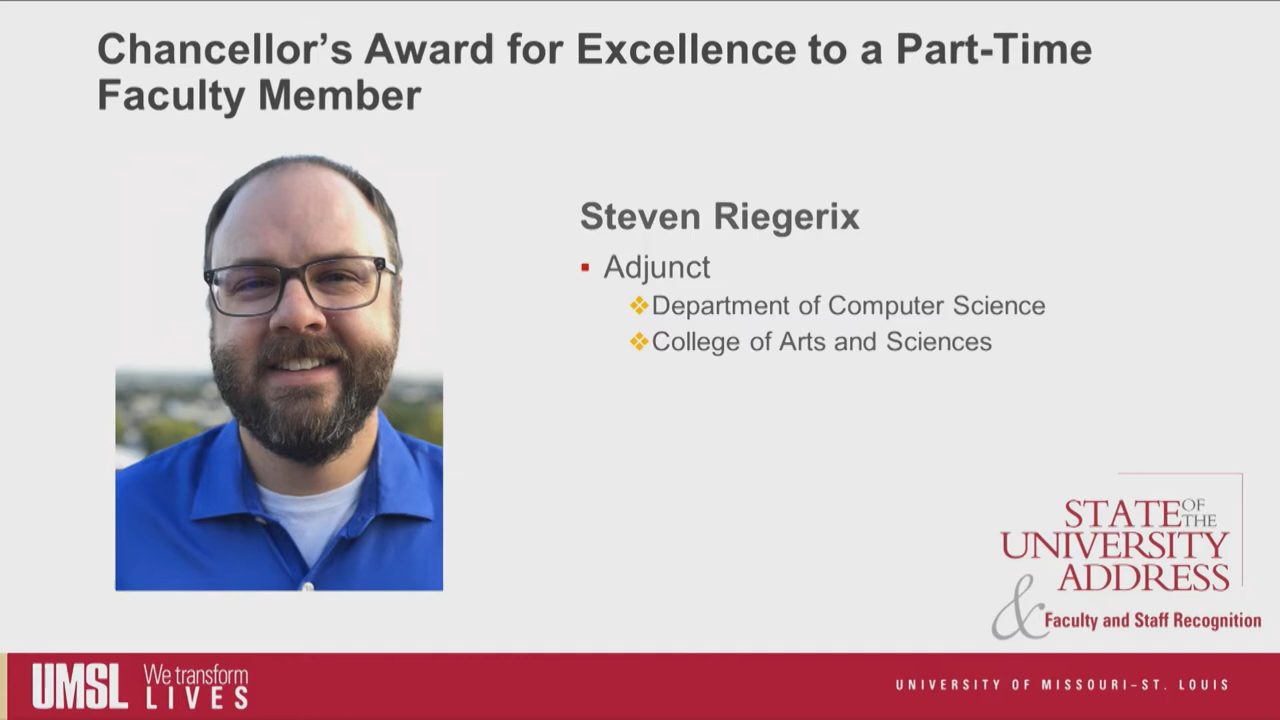 Chancellor’s Award for Excellence to a Part-Time
Faculty Member
Steven Riegerix
Adjunct
Department of Computer Science
College of Arts and Sciences
STATE OF THE
UNIVERSITY
ADDRESS
& Faculty and Staff Recognition
UMSL We transform
LIVES
UNIVERSITY OF MISSOURI–ST. LOUIS